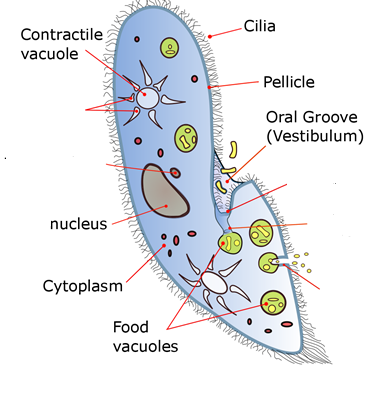 Cilia
Contractile
vacuole
Pellicle
Oral Groove
(Vestibulum)
nucleus
Cytoplasm
Food
vacuoles